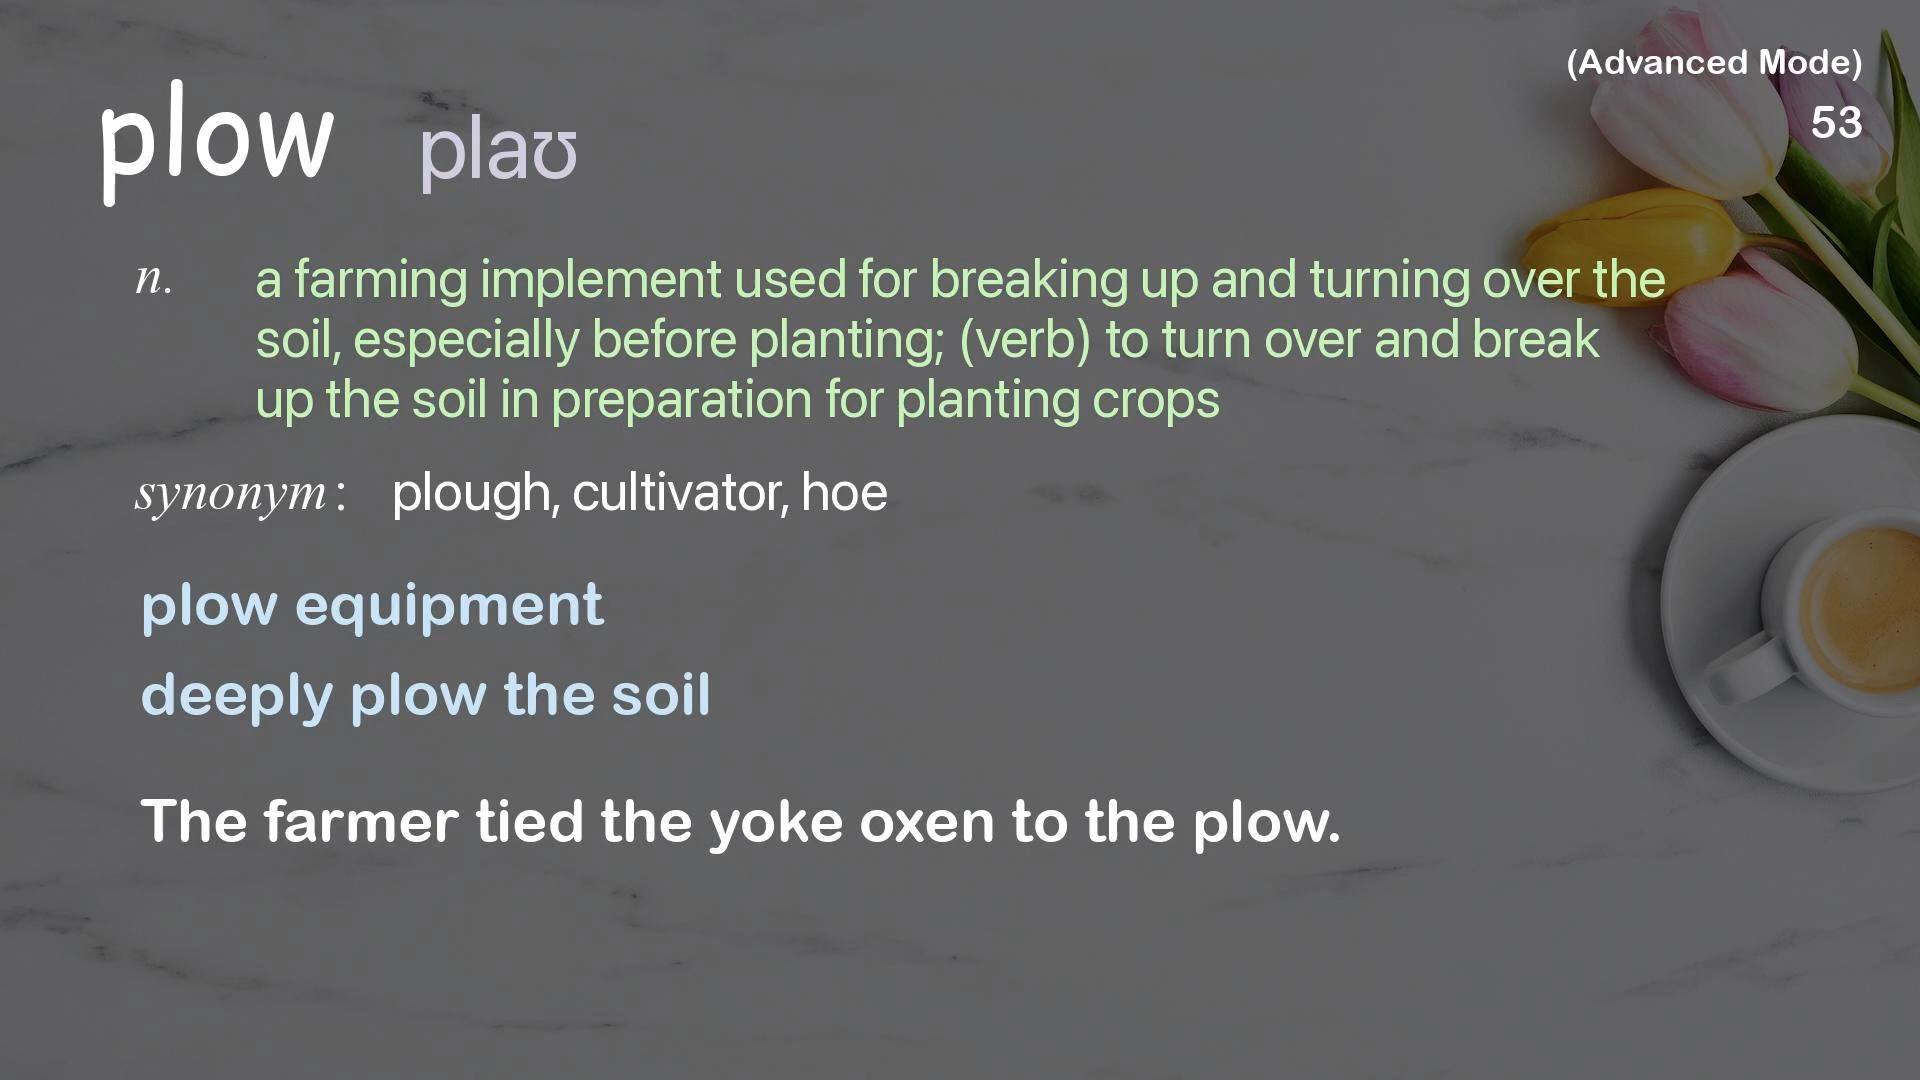 (Advanced Mode)
53
plow plaʊ
n. a farming implement used for breaking up and turning over the
soil, especially before planting; (verb) to turn over and break
up the soil in preparation for planting crops
synonym: plough, cultivator, hoe
plow equipment
deeply plow the soil
The farmer tied the yoke oxen to the plow.